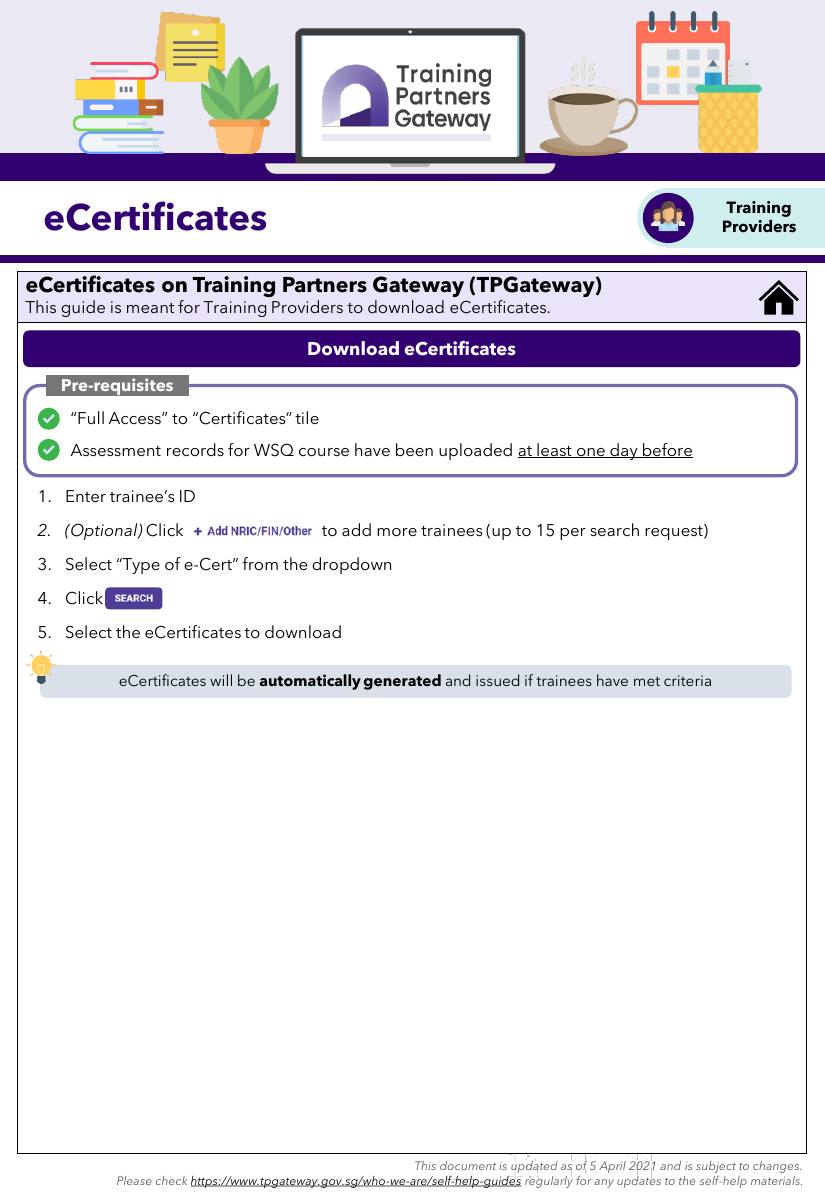 Training
Partners
Gateway
eCertificates
Training
Providers
eCertificates on Training Partners Gateway (TPGateway)
This guide is meant for Training Providers to download eCertificates.
Download eCertificates
Pre-requisites
“Full Access” to “Certificates” tile
Assessment records for WSQ course have been uploaded at least one day before
1. Enter trainee’s ID
2. (Optional) Click + Add NRIC/FIN/Other to add more trainees (up to 15 per search request)
3. Select “Type of e-Cert” from the dropdown
4. Click SEARCH
5. Select the eCertificates to download
eCertificates will be automatically generated and issued if trainees have met criteria
This document is updated as of 5 April 2021 and is subject to changes.
Please check https://www.tpgateway.gov.sg/who-we-are/self-help-guides regularly for any updates to the self-help materials.